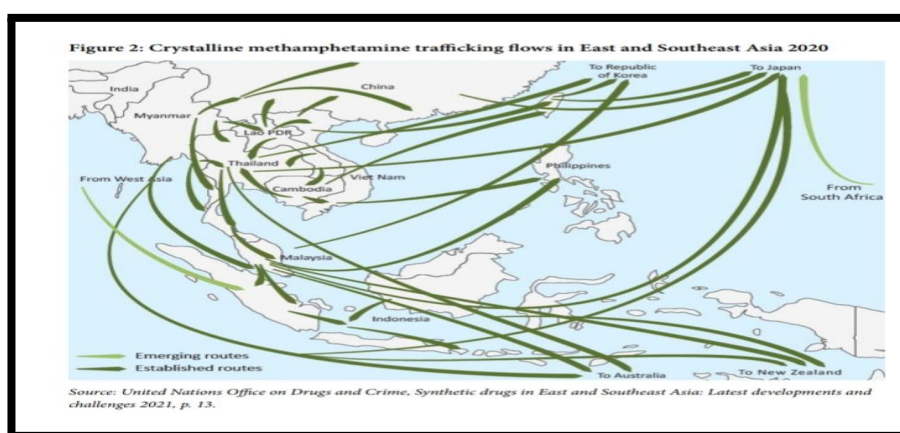 Figure 2: Crystalline methamphetamine trafficking flows in East and Southeast Asia 2020
To Republic
of Korea
To Japan
India
China
Myanmar
Lao PDR
Thailand
From West Asia
Viet Nam
Philippines
Cambodia
From
South Africa
Malaysia
Indonesia
Emerging routes
Established routes
To Australia
To New Zealand
Source: United Nations Office on Drugs and Crime, Synthetic drugs in East and Southeast Asia: Latest developments and
challenges 2021, p. 13.